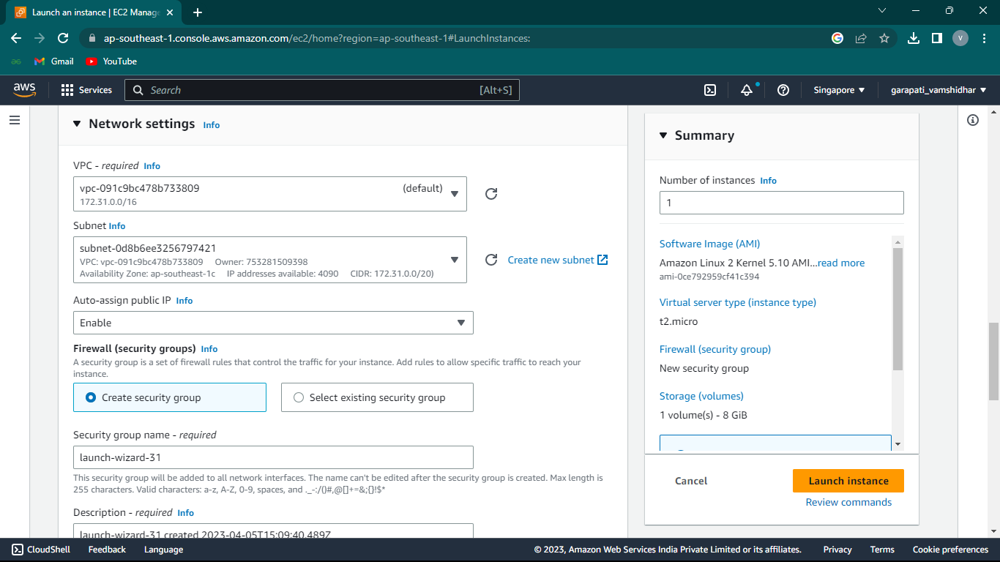 Launch an instance | EC2 Manage
ap-southeast-1.console.aws.amazon.com/ec2/home?region=ap-southeast-1#LaunchInstances:
V
Gmail
YouTube
aws
Services
Search
[Alt+S]
Singapore
garapati_vamshidhar
Network settings Info
VPC - required Info
vpc-091c9bc478b733809 (default)
172.31.0.0/16
Subnet Info
subnet-0d8b6ee3256797421
VPC: vpc-091c9bc478b733809 Owner: 753281509398
Availability Zone: ap-southeast-1c IP addresses available: 4090 CIDR: 172.31.0.0/20)
Create new subnet
Auto-assign public IP Info
Enable
Firewall (security groups) Info
A security group is a set of firewall rules that control the traffic for your instance. Add rules to allow specific traffic to reach your
instance.
Create security group
Select existing security group
Security group name - required
launch-wizard-31
This security group will be added to all network interfaces. The name can't be edited after the security group is created. Max length is
255 characters. Valid characters: a-z, A-Z, 0-9, spaces, and ._-:/()#,@[]+=&;{}!$*
Description - required Info
launch-wizard-31 created 2023-04-05T15:09:40.489Z
Summary
Number of instances Info
1
Software Image (AMI)
Amazon Linux 2 Kernel 5.10 AMI...read more
ami-0ce792959cf41c394
Virtual server type (instance type)
t2.micro
Firewall (security group)
New security group
Storage (volumes)
1 volume(s) - 8 GiB
Cancel
Launch instance
Review commands
CloudShell
Feedback
Language
© 2023, Amazon Web Services India Private Limited or its affiliates.
Privacy
Terms
Cookie preferences